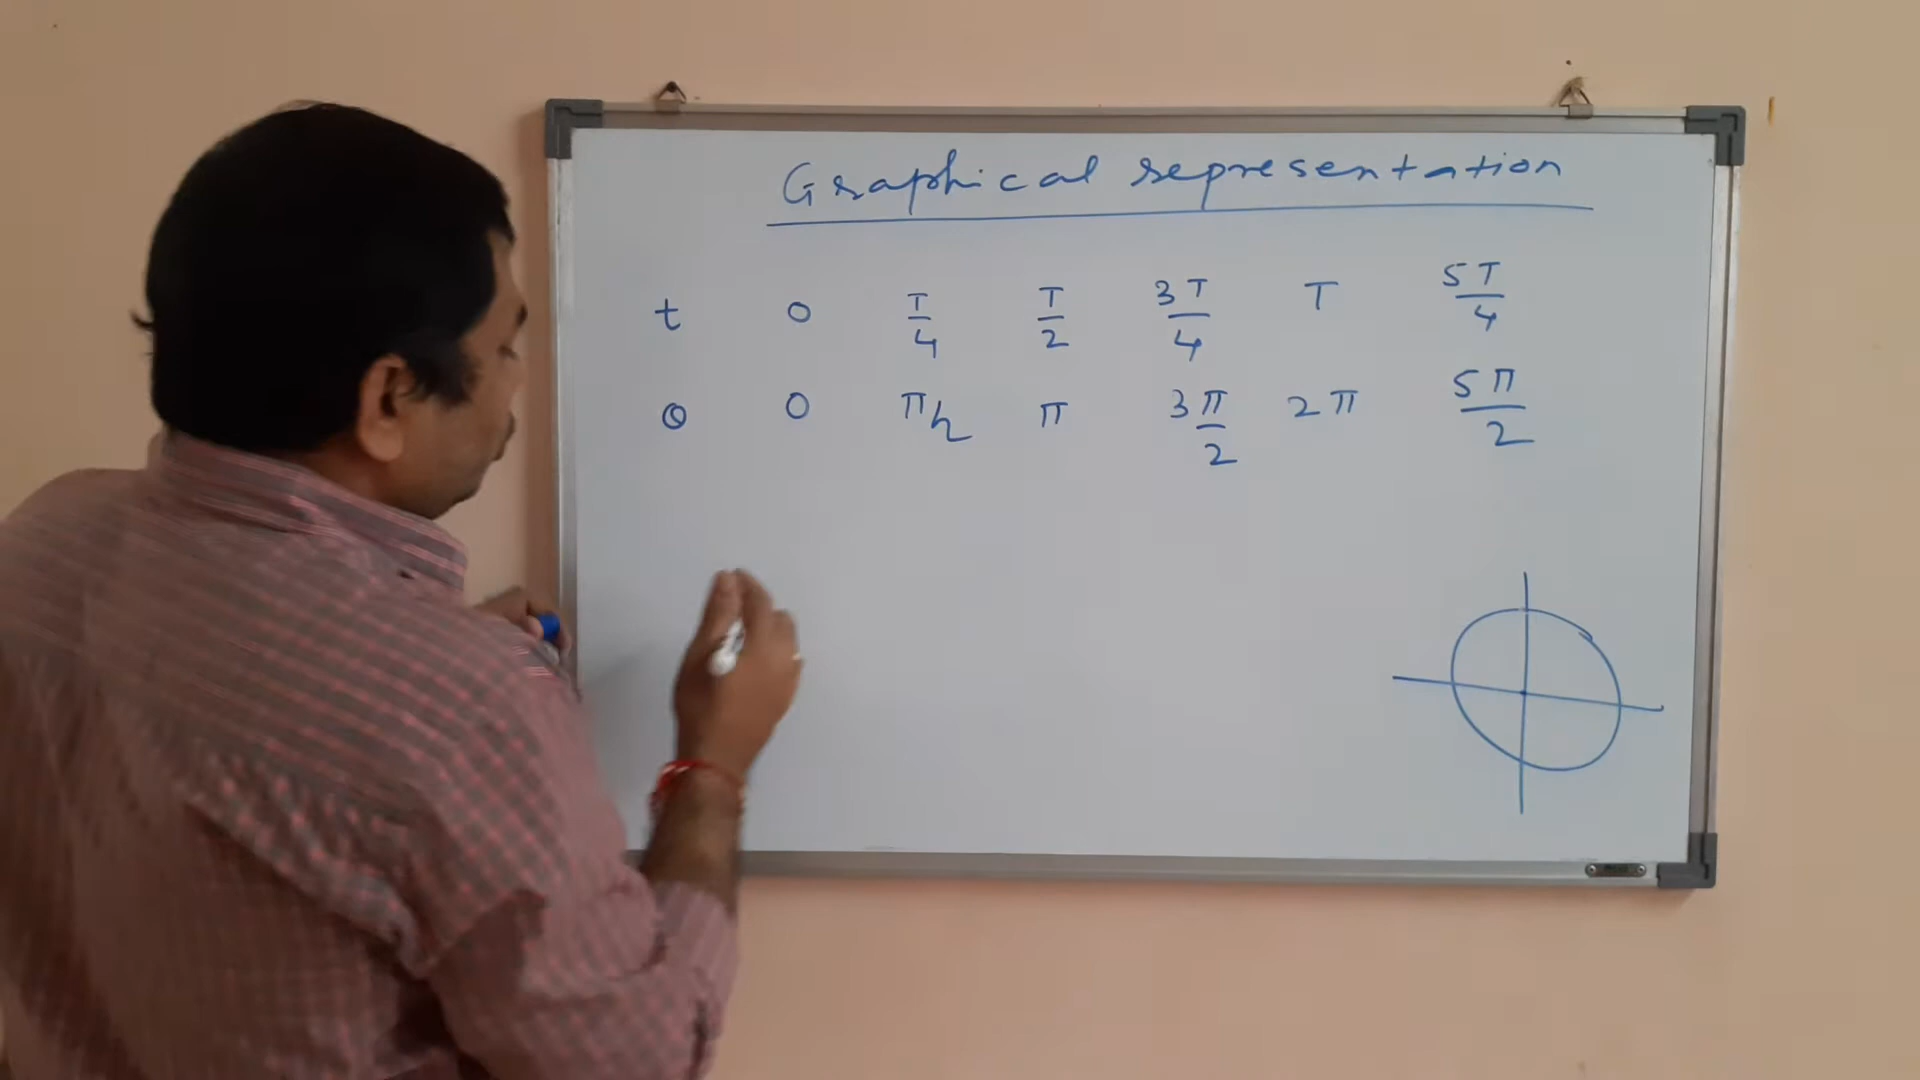 Graphical representation
t 0 T/4 T/2 3T/4 T 5T/4
θ 0 π/2 π 3π/2 2π 5π/2